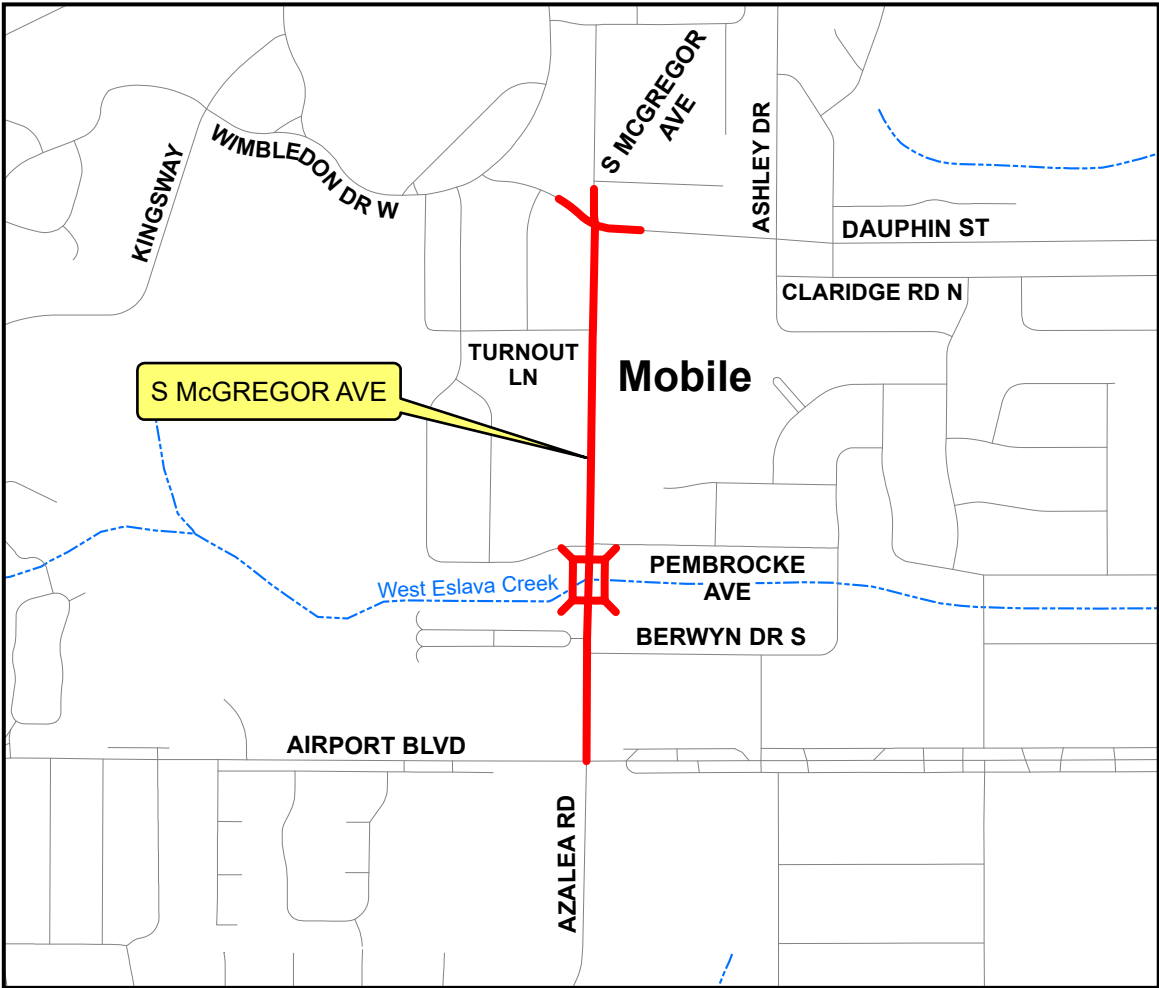 S MCGREGOR
AVE
ASHLEY DR
WIMBLEDON DR W
KINGSWAY
DAUPHIN ST
CLARIDGE RD N
TURNOUT
LN
Mobile
S McGREGOR AVE
PEMBROCKE
AVE
West Eslava Creek
BERWYN DR S
AIRPORT BLVD
AZALEA RD